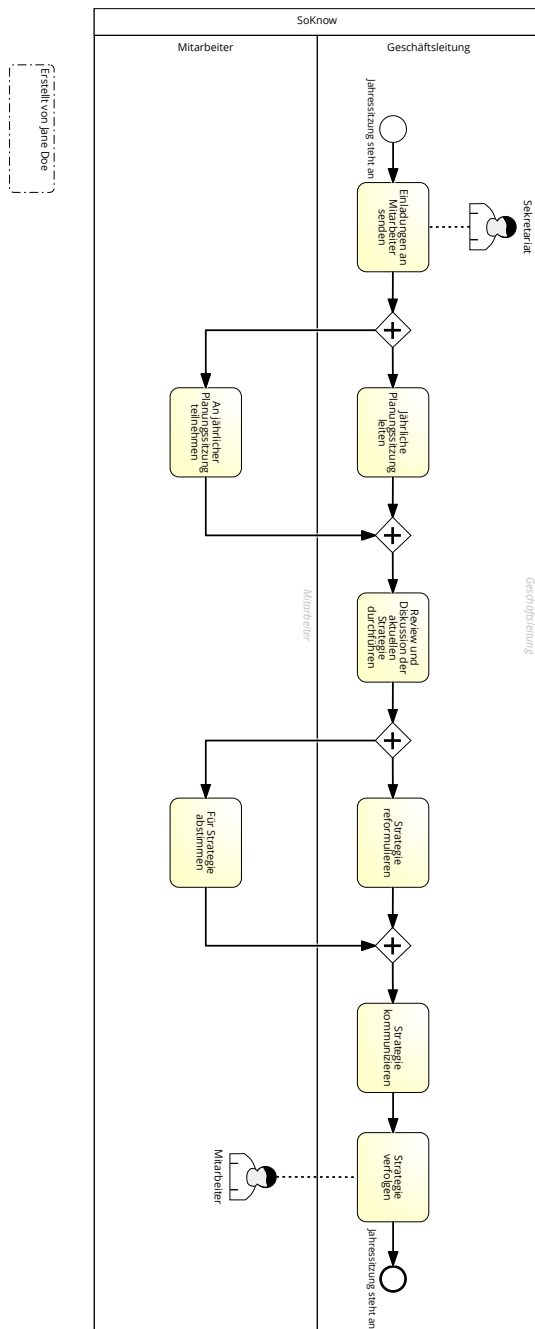 SoKnow
Mitarbeiter
Geschäftsleitung
Erstellt von Jane Doe
Jahressitzung steht an
Sekretariat
Einladungen an
Mitarbeiter
senden
Jährliche
Planungssitzung
leiten
An jährlicher
Planungssitzung
teilnehmen
Geschäftsleitung
Mitarbeiter
Review und
Diskussion der
aktuellen
Strategie
durchführen
Strategie
reformulieren
Für Strategie
abstimmen
Strategie
kommunizieren
Strategie
verfolgen
Mitarbeiter
Jahressitzung steht an